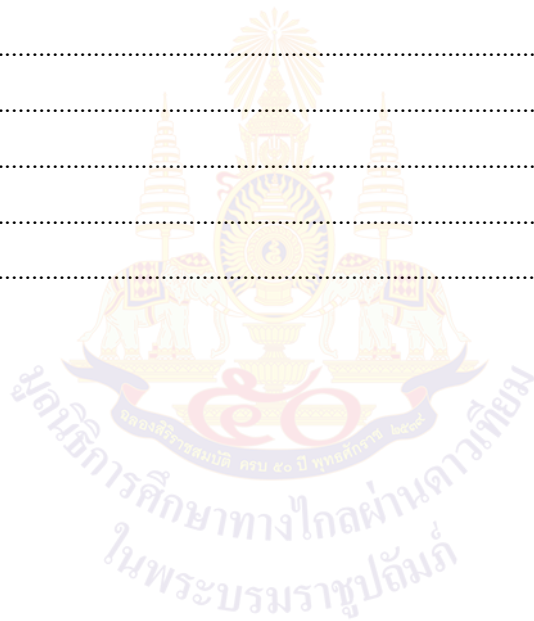 ................................................................................
................................................................................
................................................................................
................................................................................
................................................................................
๕๐
ฉลองสิริราชสมบัติ ครบ ๕๐ ปี พุทธศักราช ๒๕๓๙
มูลนิธิการศึกษาทางไกลผ่านดาวเทียม
ในพระบรมราชูปถัมภ์